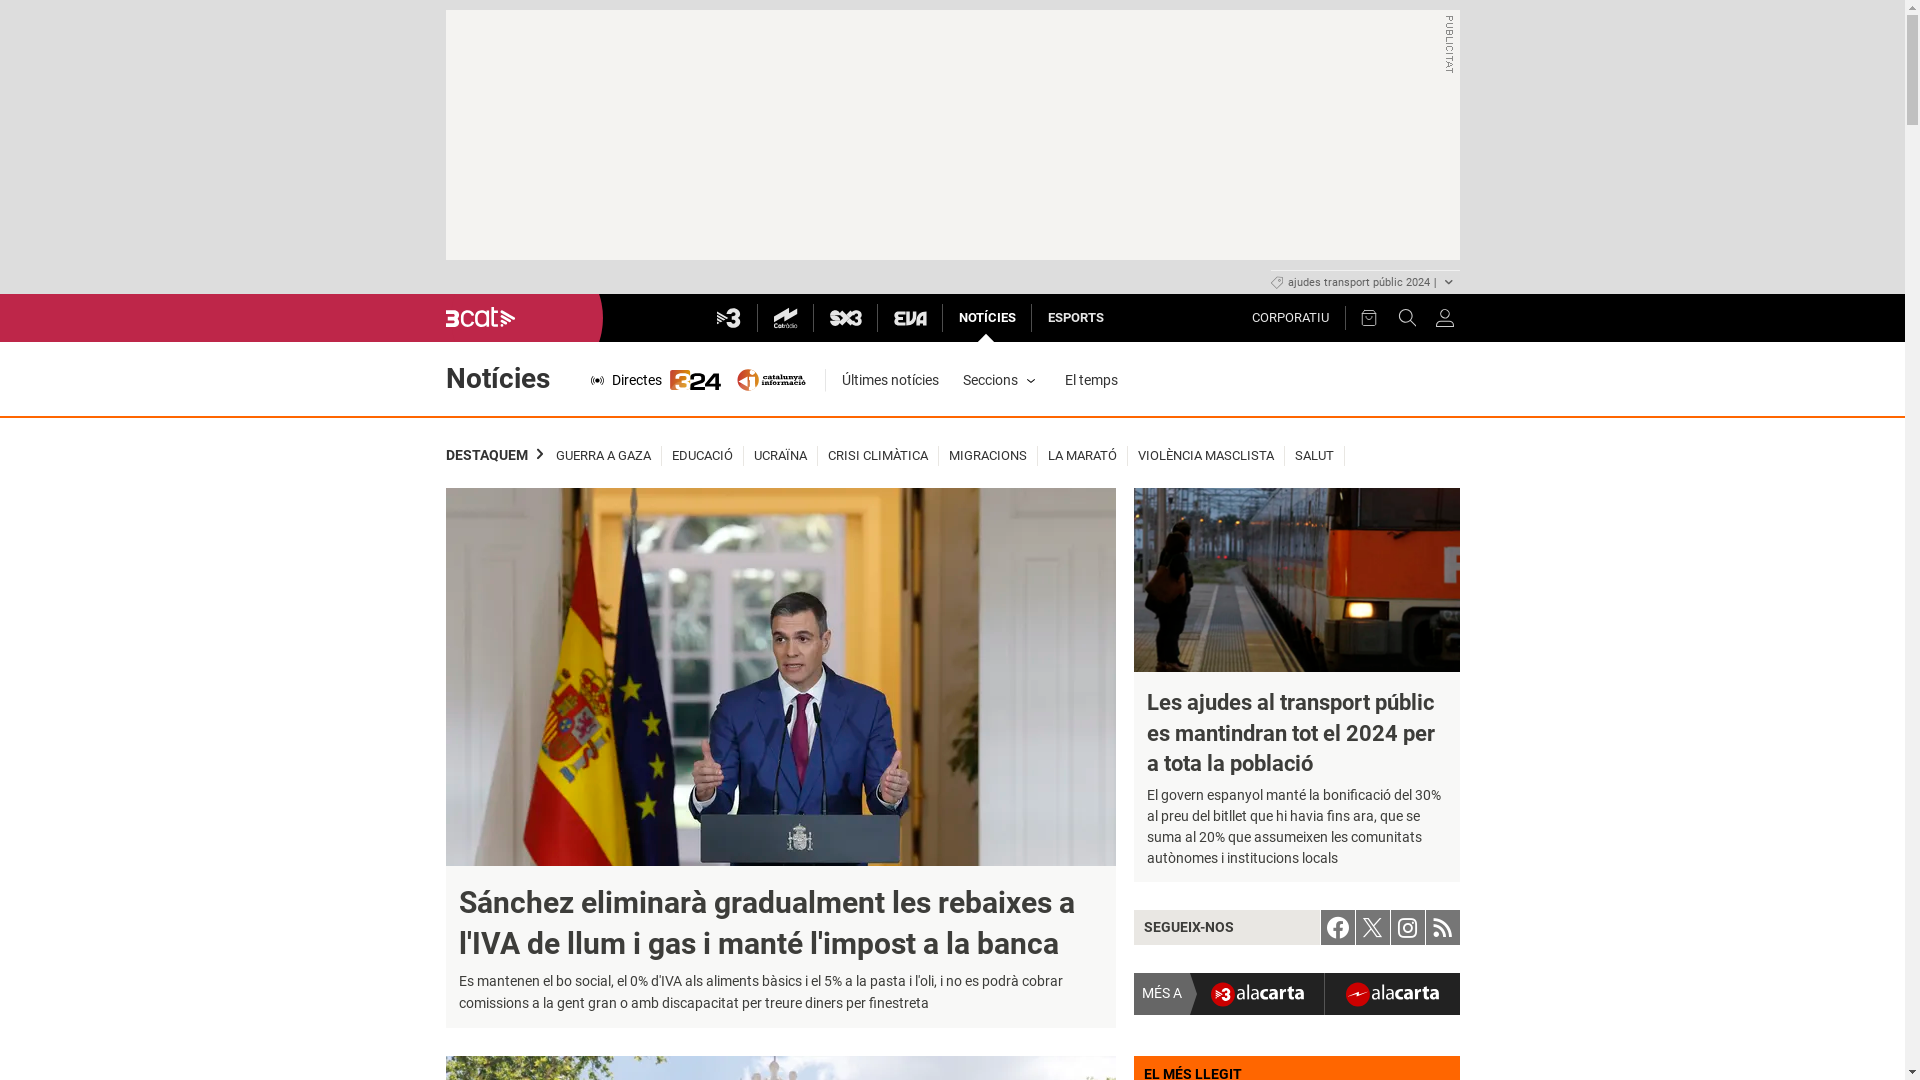 PUBLICITAT
ajudes transport públic 2024 |
3cat
3
Catràdio
SX3
EVA
NOTÍCIES
ESPORTS
CORPORATIU
Notícies
Directes
324
catalunya
informació
Últimes notícies
Seccions
El temps
DESTAQUEM
GUERRA A GAZA
EDUCACIÓ
UCRAÏNA
CRISI CLIMÀTICA
MIGRACIONS
LA MARATÓ
VIOLÈNCIA MASCLISTA
SALUT
Sánchez eliminarà gradualment les rebaixes a
l'IVA de llum i gas i manté l'impost a la banca
Es mantenen el bo social, el 0% d'IVA als aliments bàsics i el 5% a la pasta i l'oli, i no es podrà cobrar
comissions a la gent gran o amb discapacitat per treure diners per finestreta
Les ajudes al transport públic
es mantindran tot el 2024 per
a tota la població
El govern espanyol manté la bonificació del 30%
al preu del bitllet que hi havia fins ara, que se
suma al 20% que assumeixen les comunitats
autònomes i institucions locals
SEGUEIX-NOS
MÉS A
3 alacarta
alacarta
EL MÉS LLEGIT